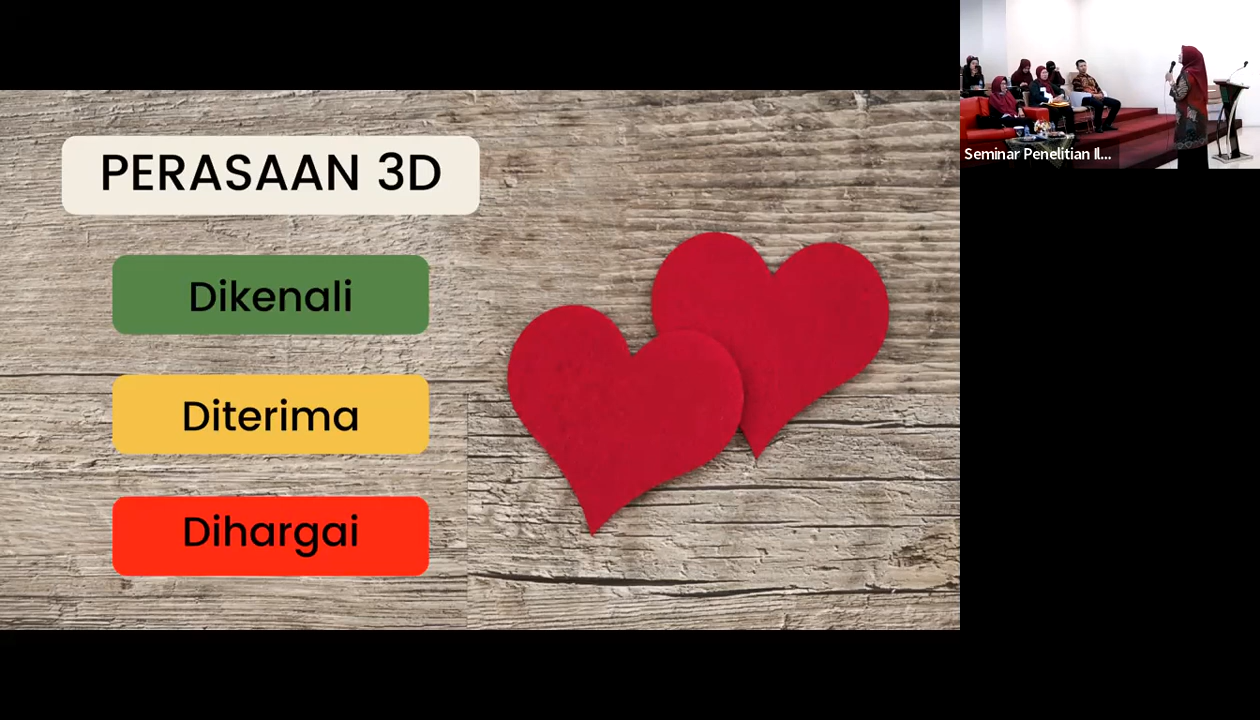 PERASAAN 3D
Dikenali
Diterima
Dihargai
Seminar Penelitian Il...